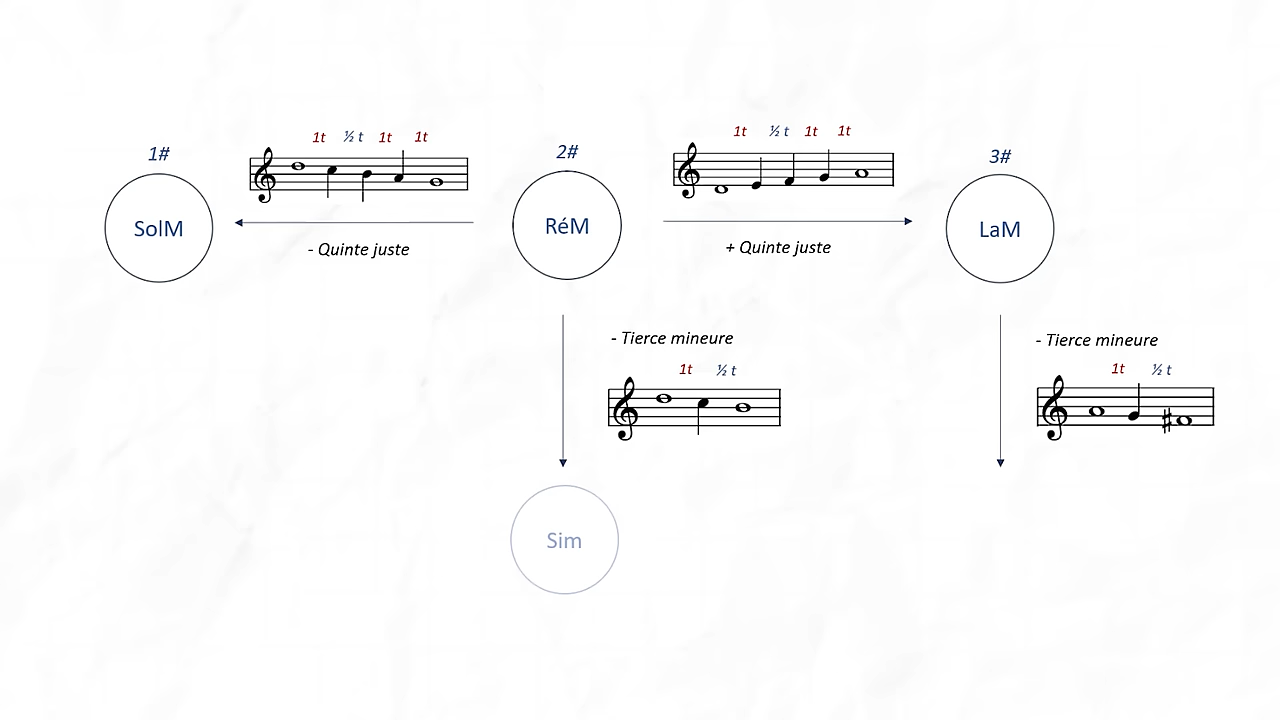 1#
1t ½ t 1t 1t
SolM
- Quinte juste
2#
RéM
1t ½ t 1t 1t
+ Quinte juste
3#
LaM
- Tierce mineure
1t ½ t
Sim
- Tierce mineure
1t ½ t